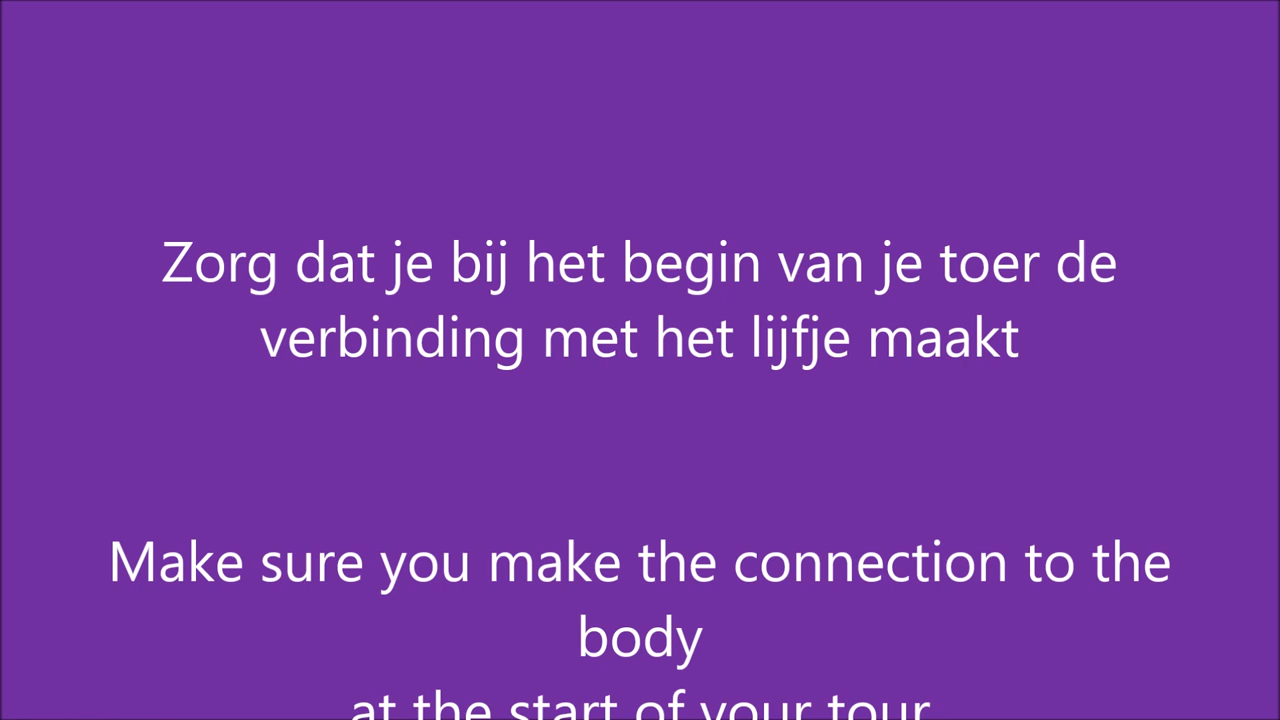 Zorg dat je bij het begin van je toer de
verbinding met het lijfje maakt
Make sure you make the connection to the
body
at the start of your tour